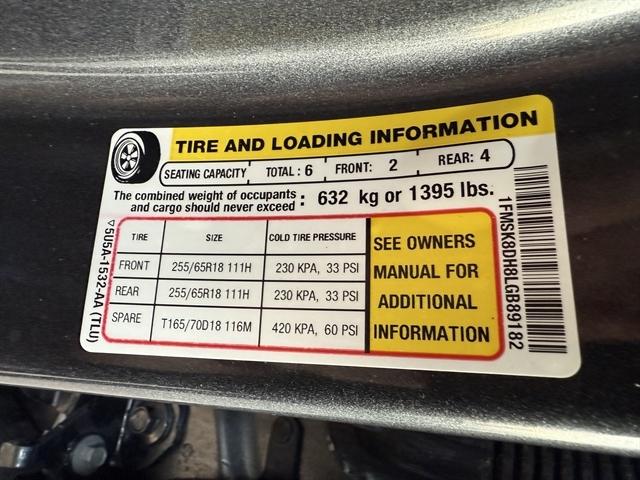 TIRE AND LOADING INFORMATION
SEATING CAPACITY TOTAL : 6 FRONT: 2 REAR: 4
The combined weight of occupants
and cargo should never exceed : 632 kg or 1395 lbs.
TIRE SIZE COLD TIRE PRESSURE
FRONT 255/65R18 111H 230 KPA, 33 PSI
REAR 255/65R18 111H 230 KPA, 33 PSI
SPARE T165/70D18 116M 420 KPA, 60 PSI
SEE OWNERS
MANUAL FOR
ADDITIONAL
INFORMATION
▽5U5A-1532-AA (TLU)
1FMSK8DH8LGB89182